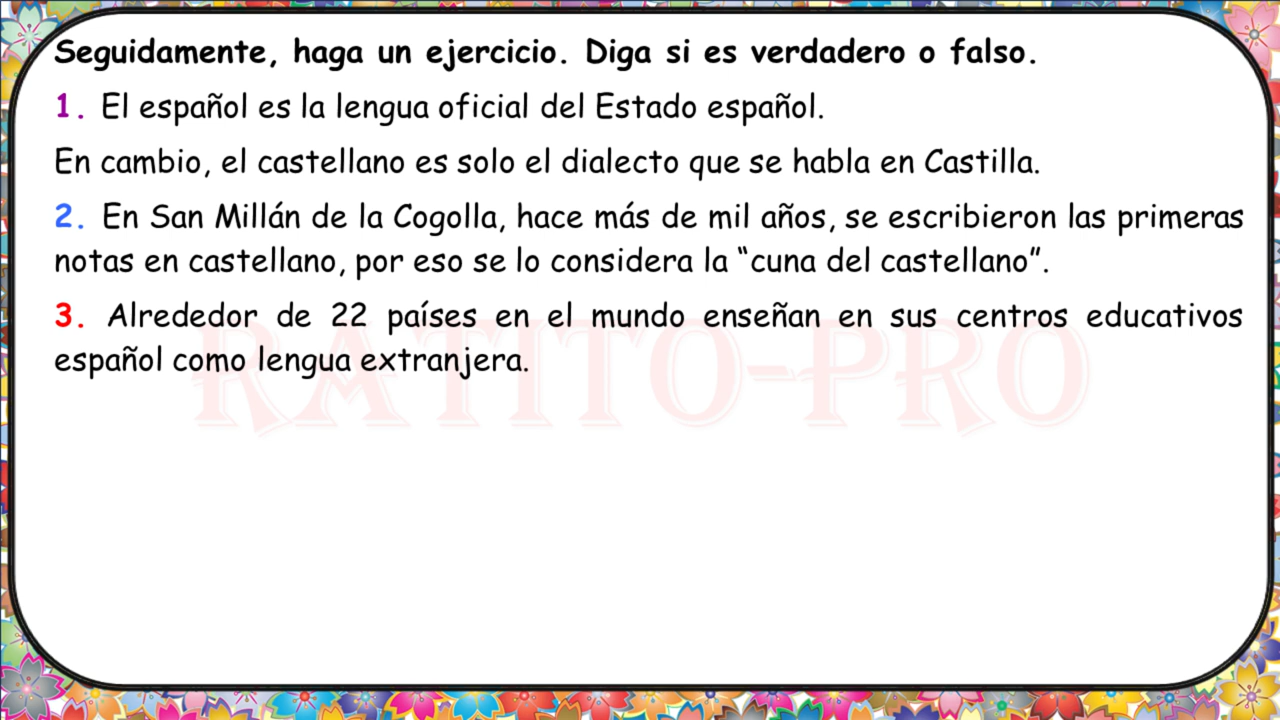 Seguidamente, haga un ejercicio. Diga si es verdadero o falso.
1. El español es la lengua oficial del Estado español.
En cambio, el castellano es solo el dialecto que se habla en Castilla.
2. En San Millán de la Cogolla, hace más de mil años, se escribieron las primeras
notas en castellano, por eso se lo considera la “cuna del castellano”.
3. Alrededor de 22 países en el mundo enseñan en sus centros educativos
español como lengua extranjera.
RATITO-PRO